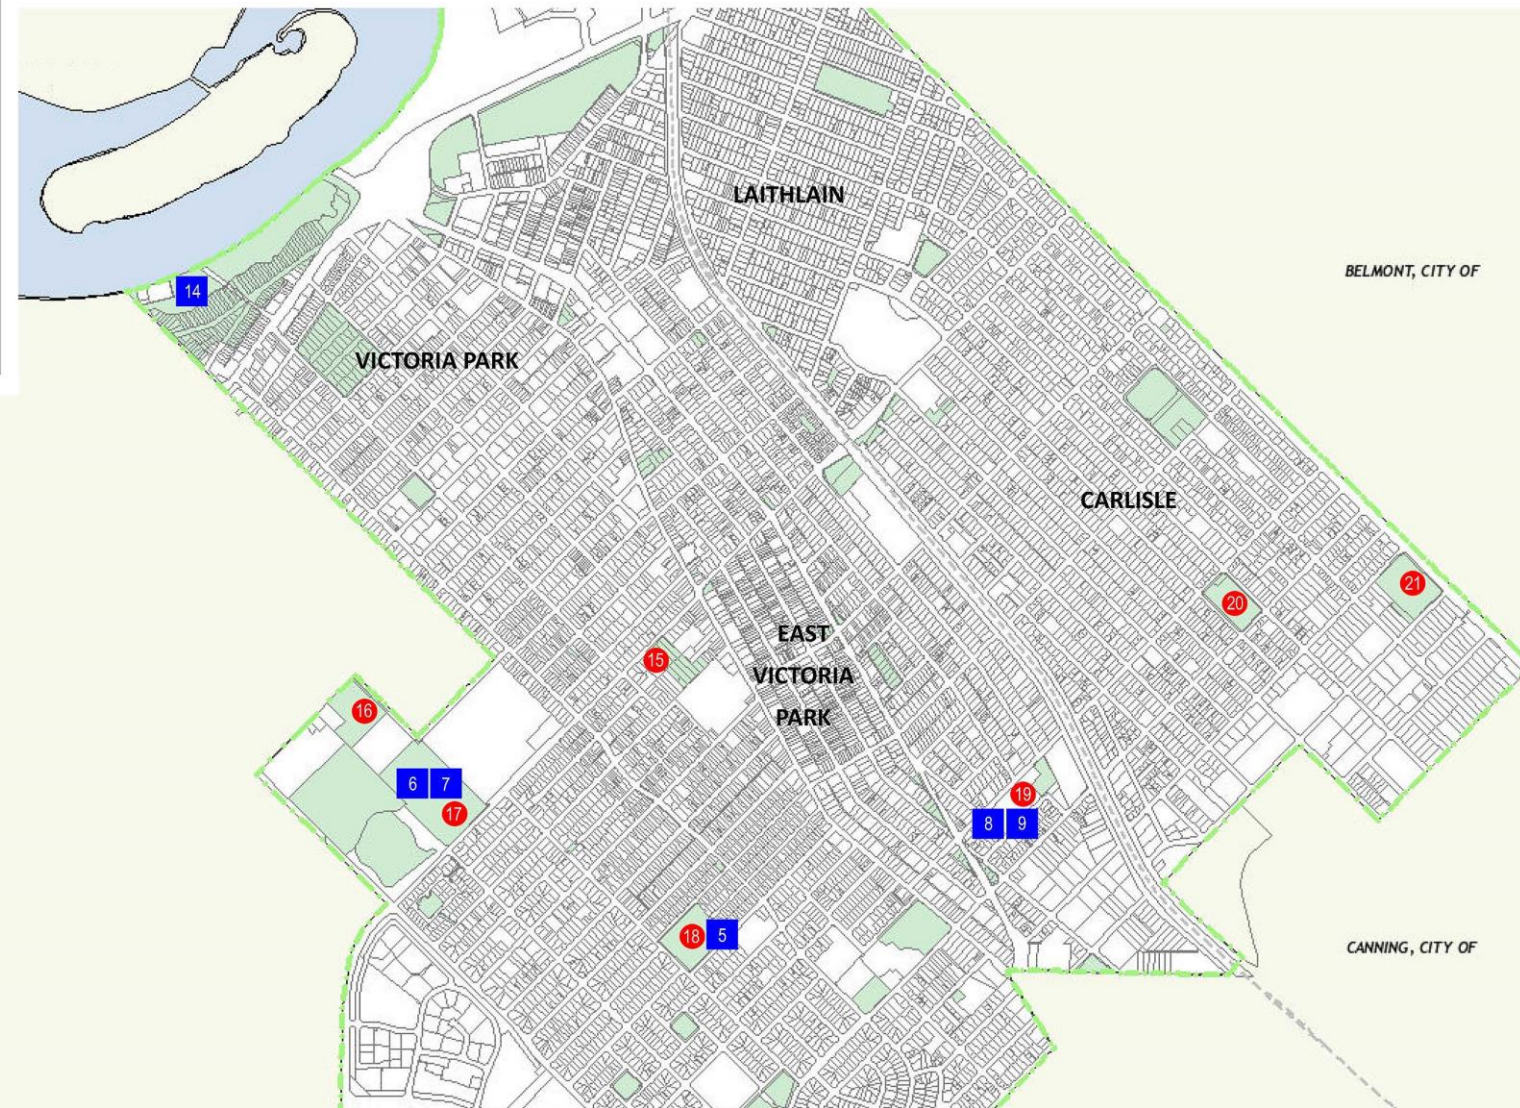 LAITHLAIN
BELMONT, CITY OF
14
VICTORIA PARK
CARLISLE
21
20
EAST
VICTORIA
PARK
15
16
6 7
17
19
8 9
18 5
CANNING, CITY OF